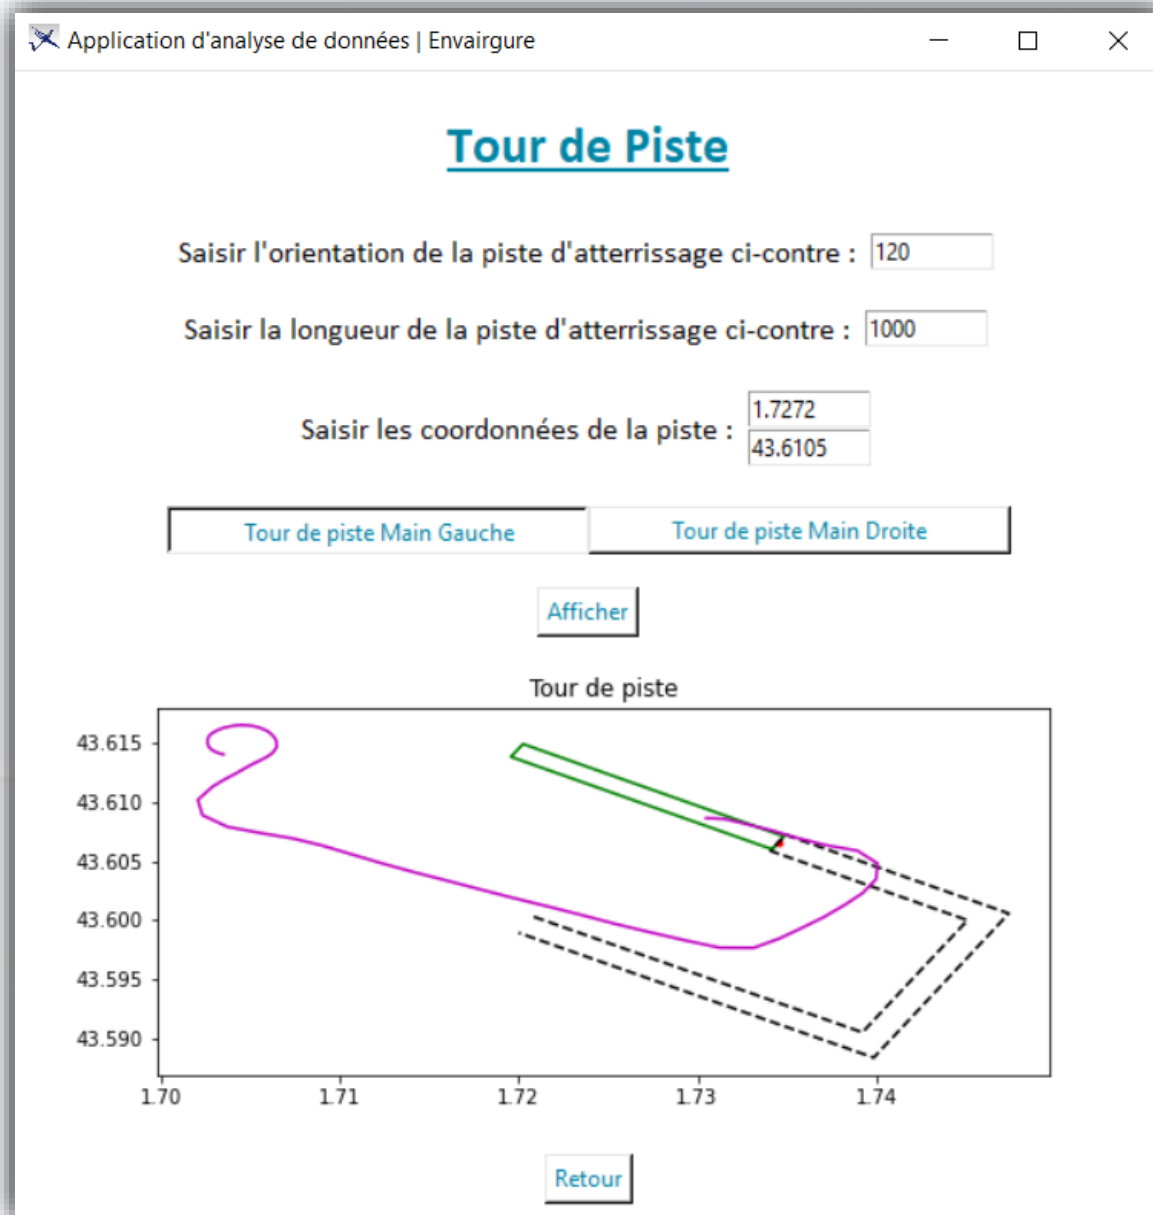 Application d'analyse de données | Envairgure
Tour de Piste
Saisir l'orientation de la piste d'atterrissage ci-contre : 120
Saisir la longueur de la piste d'atterrissage ci-contre : 1000
Saisir les coordonnées de la piste :
1.7272
43.6105
Tour de piste Main Gauche Tour de piste Main Droite
Afficher
Tour de piste
43.615
43.610
43.605
43.600
43.595
43.590
1.70 1.71 1.72 1.73 1.74
Retour